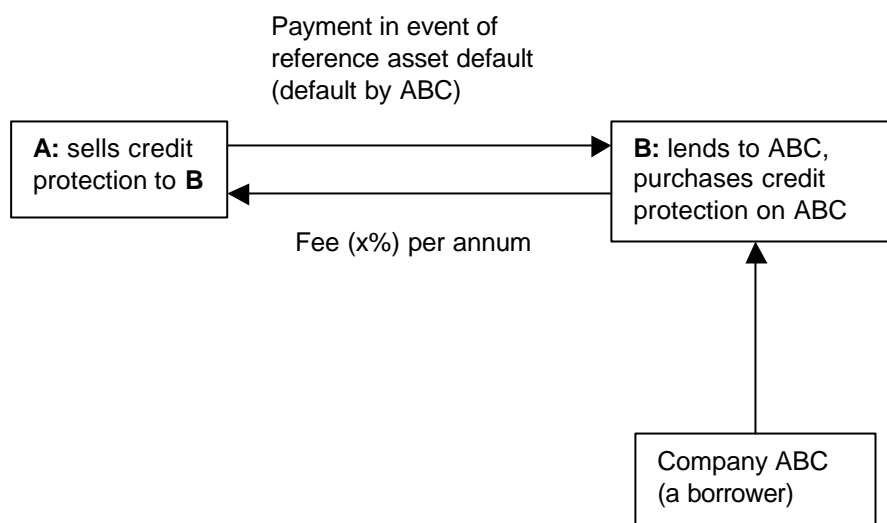 Payment in event of
reference asset default
(default by ABC)
A: sells credit
protection to B
B: lends to ABC,
purchases credit
protection on ABC
Fee (x%) per annum
Company ABC
(a borrower)